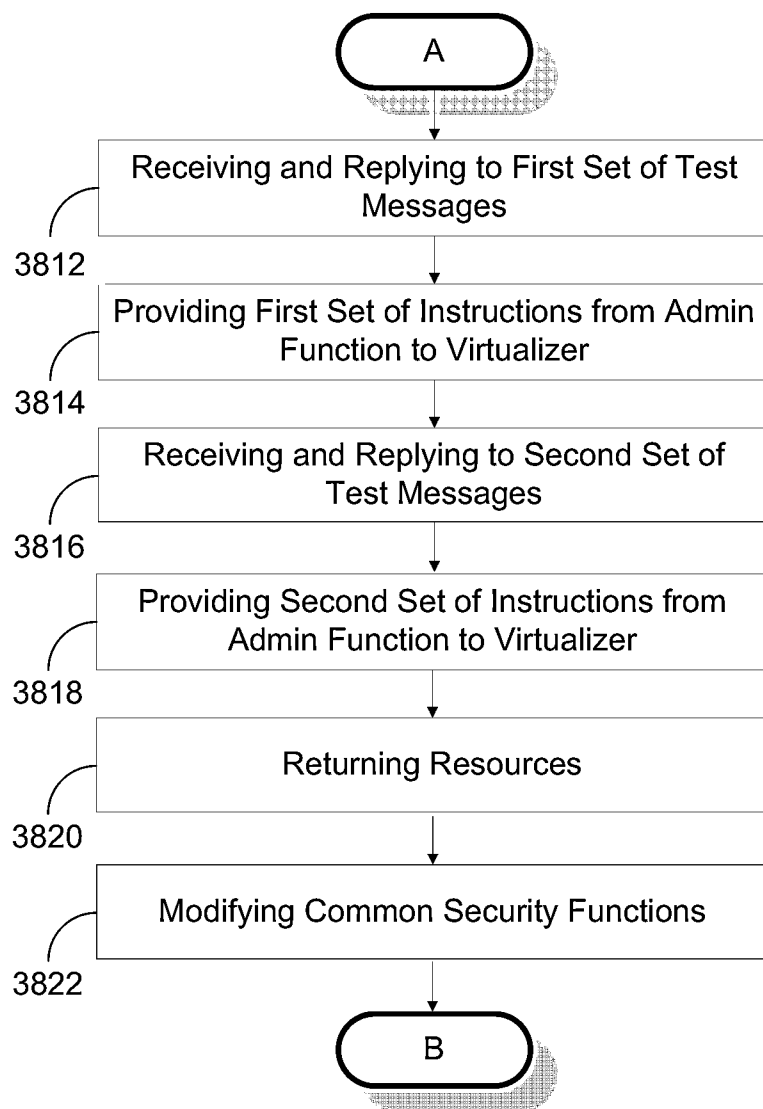 A
Receiving and Replying to First Set of Test
Messages
3812
Providing First Set of Instructions from Admin
Function to Virtualizer
3814
Receiving and Replying to Second Set of
Test Messages
3816
Providing Second Set of Instructions from
Admin Function to Virtualizer
3818
Returning Resources
3820
Modifying Common Security Functions
3822
B